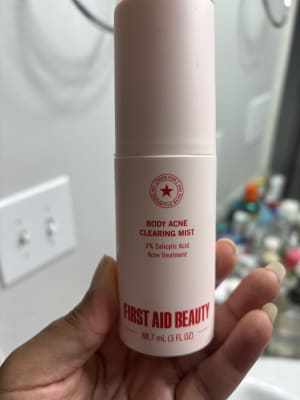 BODY ACNE
CLEARING MIST
2% Salicylic Acid
Acne Treatment
FIRST AID BEAUTY
88.7 mL (3 FL OZ)